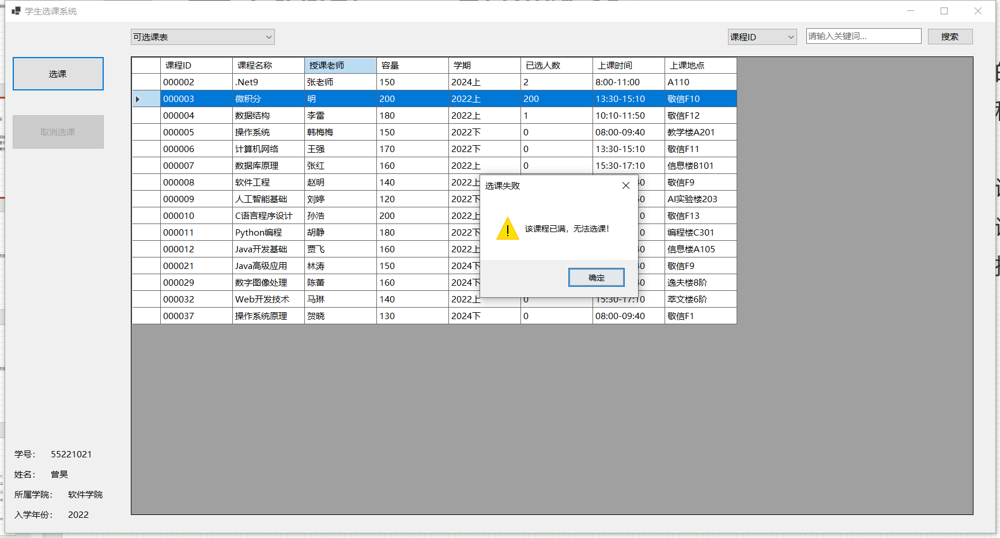 学生选课系统
可选课表 课程ID 请输入关键词... 搜索
选课
取消选课
课程ID 课程名称 授课老师 容量 学期 已选人数 上课时间 上课地点
000002 .Net9 张老师 150 2024上 2 8:00-11:00 A110
000003 微积分 明 200 2022上 200 13:30-15:10 敬信F10
000004 数据结构 李雷 180 2022上 1 10:10-11:50 敬信F12
000005 操作系统 韩梅梅 150 2022下 0 08:00-09:40 教学楼A201
000006 计算机网络 王强 170 2022下 0 13:30-15:10 敬信F11
000007 数据库原理 张红 160 2022上 0 15:30-17:10 信息楼B101
000008 软件工程 赵明 140 2022上 敬信F9
000009 人工智能基础 刘婷 120 2022下 AI实验楼203
000010 C语言程序设计 孙浩 200 2022上 敬信F13
000011 Python编程 胡静 180 2022下 编程楼C301
000012 Java开发基础 贾飞 160 2022上 信息楼A105
000021 Java高级应用 林涛 150 2024下 敬信F9
000029 数字图像处理 陈蕾 160 2024下 逸夫楼8阶
000032 Web开发技术 马琳 140 2022上 0 15:30-17:10 萃文楼6阶
000037 操作系统原理 贺晓 130 2024下 0 08:00-09:40 敬信F1
选课失败
该课程已满，无法选课！
确定
学号： 55221021
姓名： 曾昊
所属学院： 软件学院
入学年份： 2022